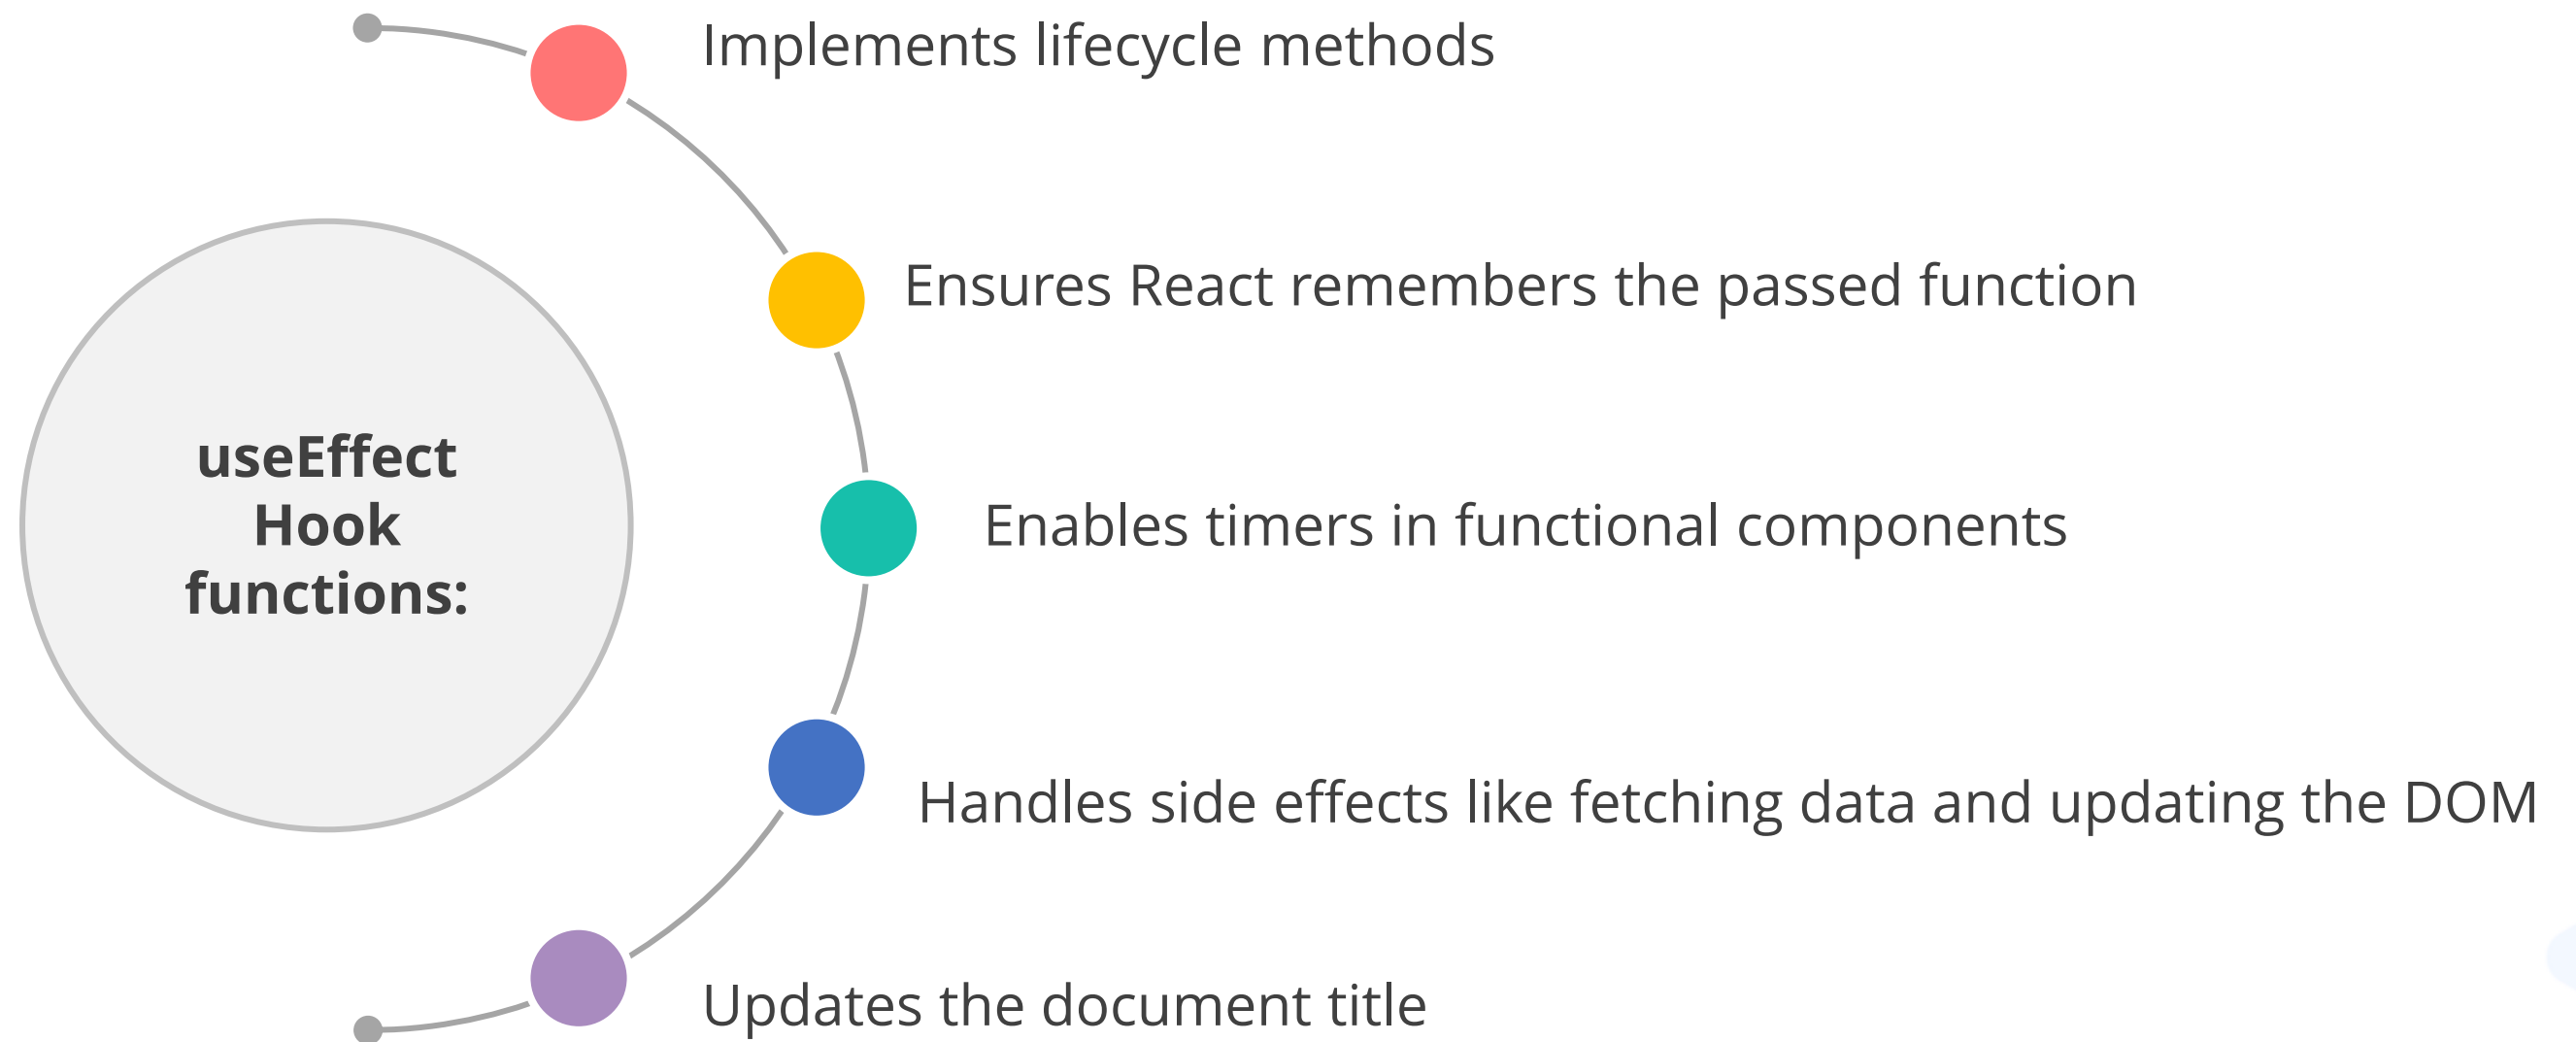 Implements lifecycle methods
Ensures React remembers the passed function
useEffect
Hook
functions:
Enables timers in functional components
Handles side effects like fetching data and updating the DOM
Updates the document title